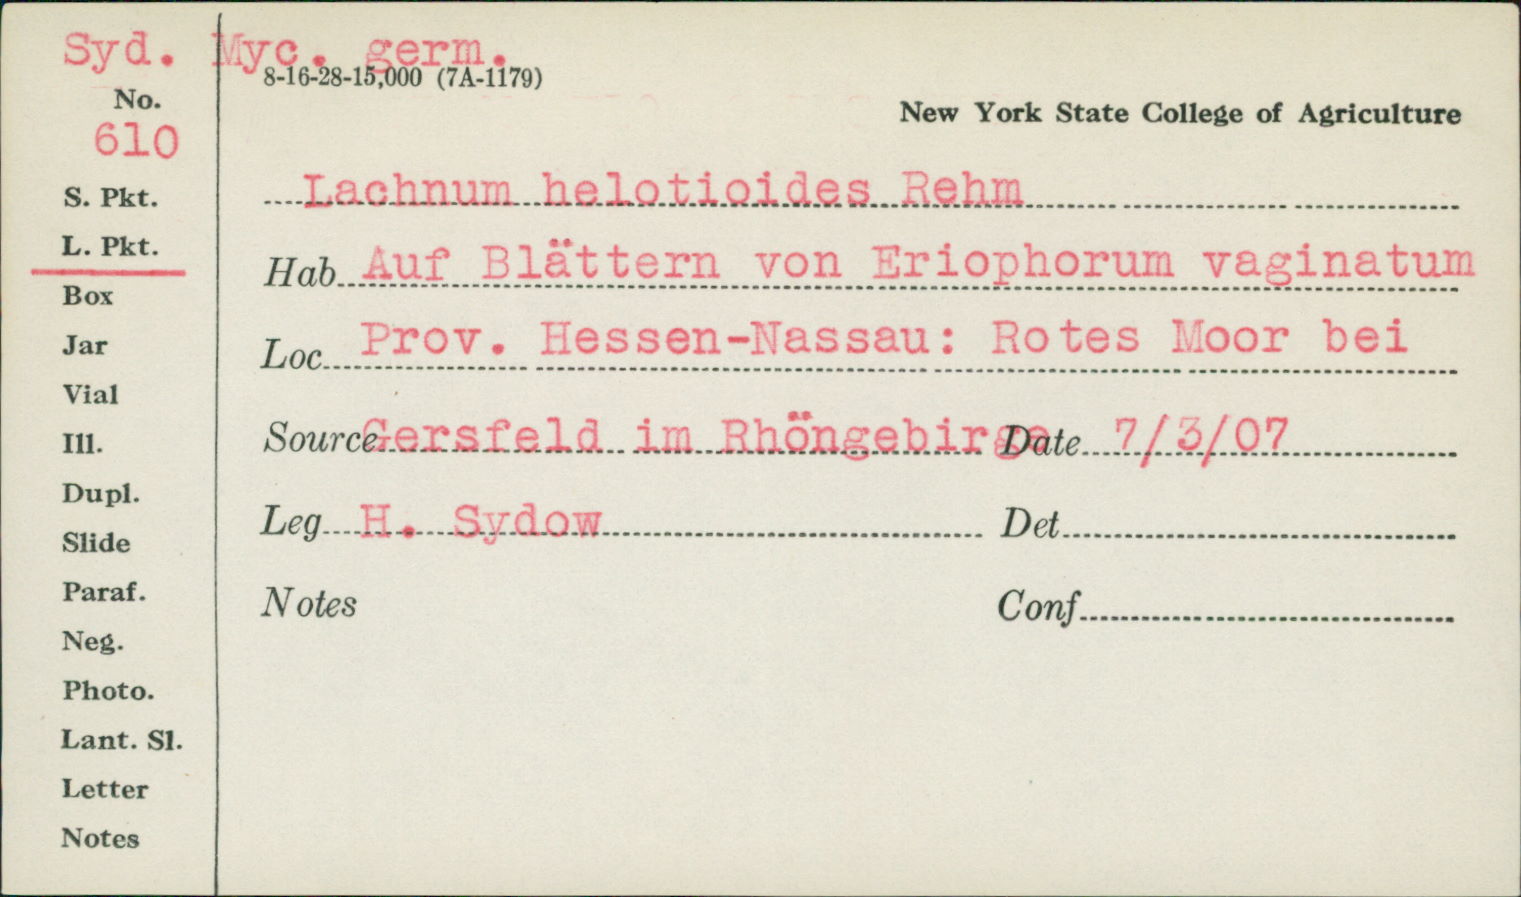 Syd. Myc. germ.
8-16-28-15,000 (7A-1179)
No.
610
New York State College of Agriculture
S. Pkt.
Lachnum helotioides Rehm
L. Pkt.
Hab. Auf Blättern von Eriophorum vaginatum
Box
Jar
Loc. Prov. Hessen-Nassau: Rotes Moor bei
Vial
Ill.
Source Gersfeld im Rhöngebirge Date 7/3/07
Dupl.
Slide
Leg. H. Sydow Det.
Paraf.
Notes Conf.
Neg.
Photo.
Lant. Sl.
Letter
Notes